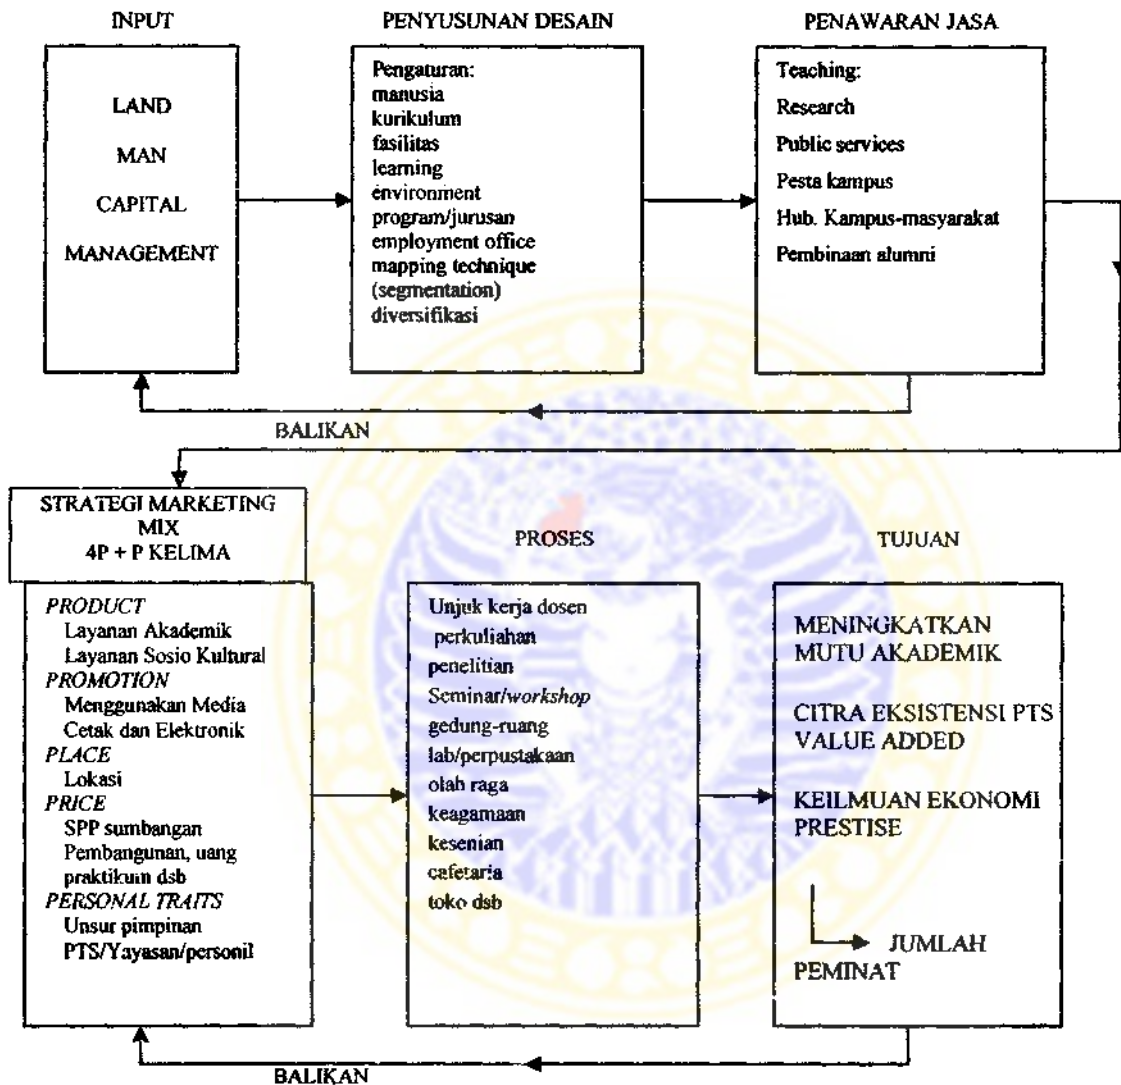 INPUT
LAND
MAN
CAPITAL
MANAGEMENT
PENYUSUNAN DESAIN
Pengaturan:
manusia
kurikulum
fasilitas
learning
environment
program/jurusan
employment office
mapping technique
(segmentation)
diversifikasi
PENAWARAN JASA
Teaching:
Research
Public services
Pesta kampus
Hub. Kampus-masyarakat
Pembinaan alumni
BALIKAN
STRATEGI MARKETING
MIX
4P + P KELIMA
PRODUCT
Layanan Akademik
Layanan Sosio Kultural
PROMOTION
Menggunakan Media
Cetak dan Elektronik
PLACE
Lokasi
PRICE
SPP sumbangan
Pembangunan, uang
praktikum dsb
PERSONAL TRAITS
Unsur pimpinan
PTS/Yayasan/personil
PROSES
Unjuk kerja dosen
perkuliahan
penelitian
Seminar/workshop
gedung-ruang
lab/perpustakaan
olah raga
keagamaan
kesenian
cafetaria
toko dsb
TUJUAN
MENINGKATKAN
MUTU AKADEMIK
CITRA EKSISTENSI PTS
VALUE ADDED
KEILMUAN EKONOMI
PRESTISE
JUMLAH
PEMINAT
BALIKAN